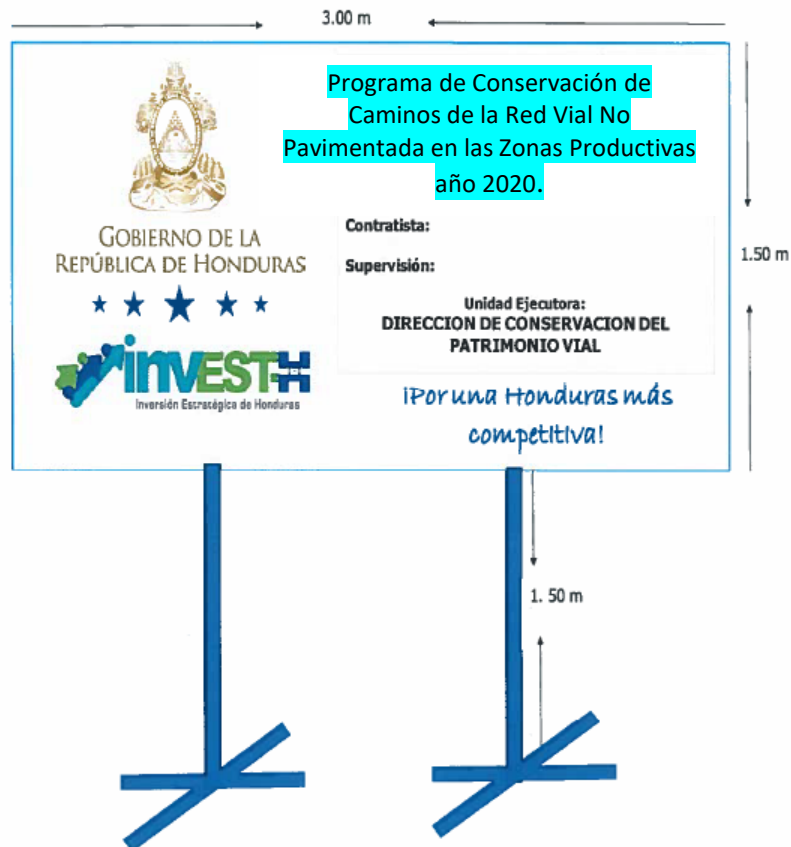 3.00 m
Programa de Conservación de
Caminos de la Red Vial No
Pavimentada en las Zonas Productivas
año 2020.
GOBIERNO DE LA
REPÚBLICA DE HONDURAS
INVEST-H
Inversión Estratégica de Honduras
Contratista:
Supervisión:
Unidad Ejecutora:
DIRECCION DE CONSERVACION DEL
PATRIMONIO VIAL
¡Por una Honduras más
competitiva!
1.50 m
1. 50 m